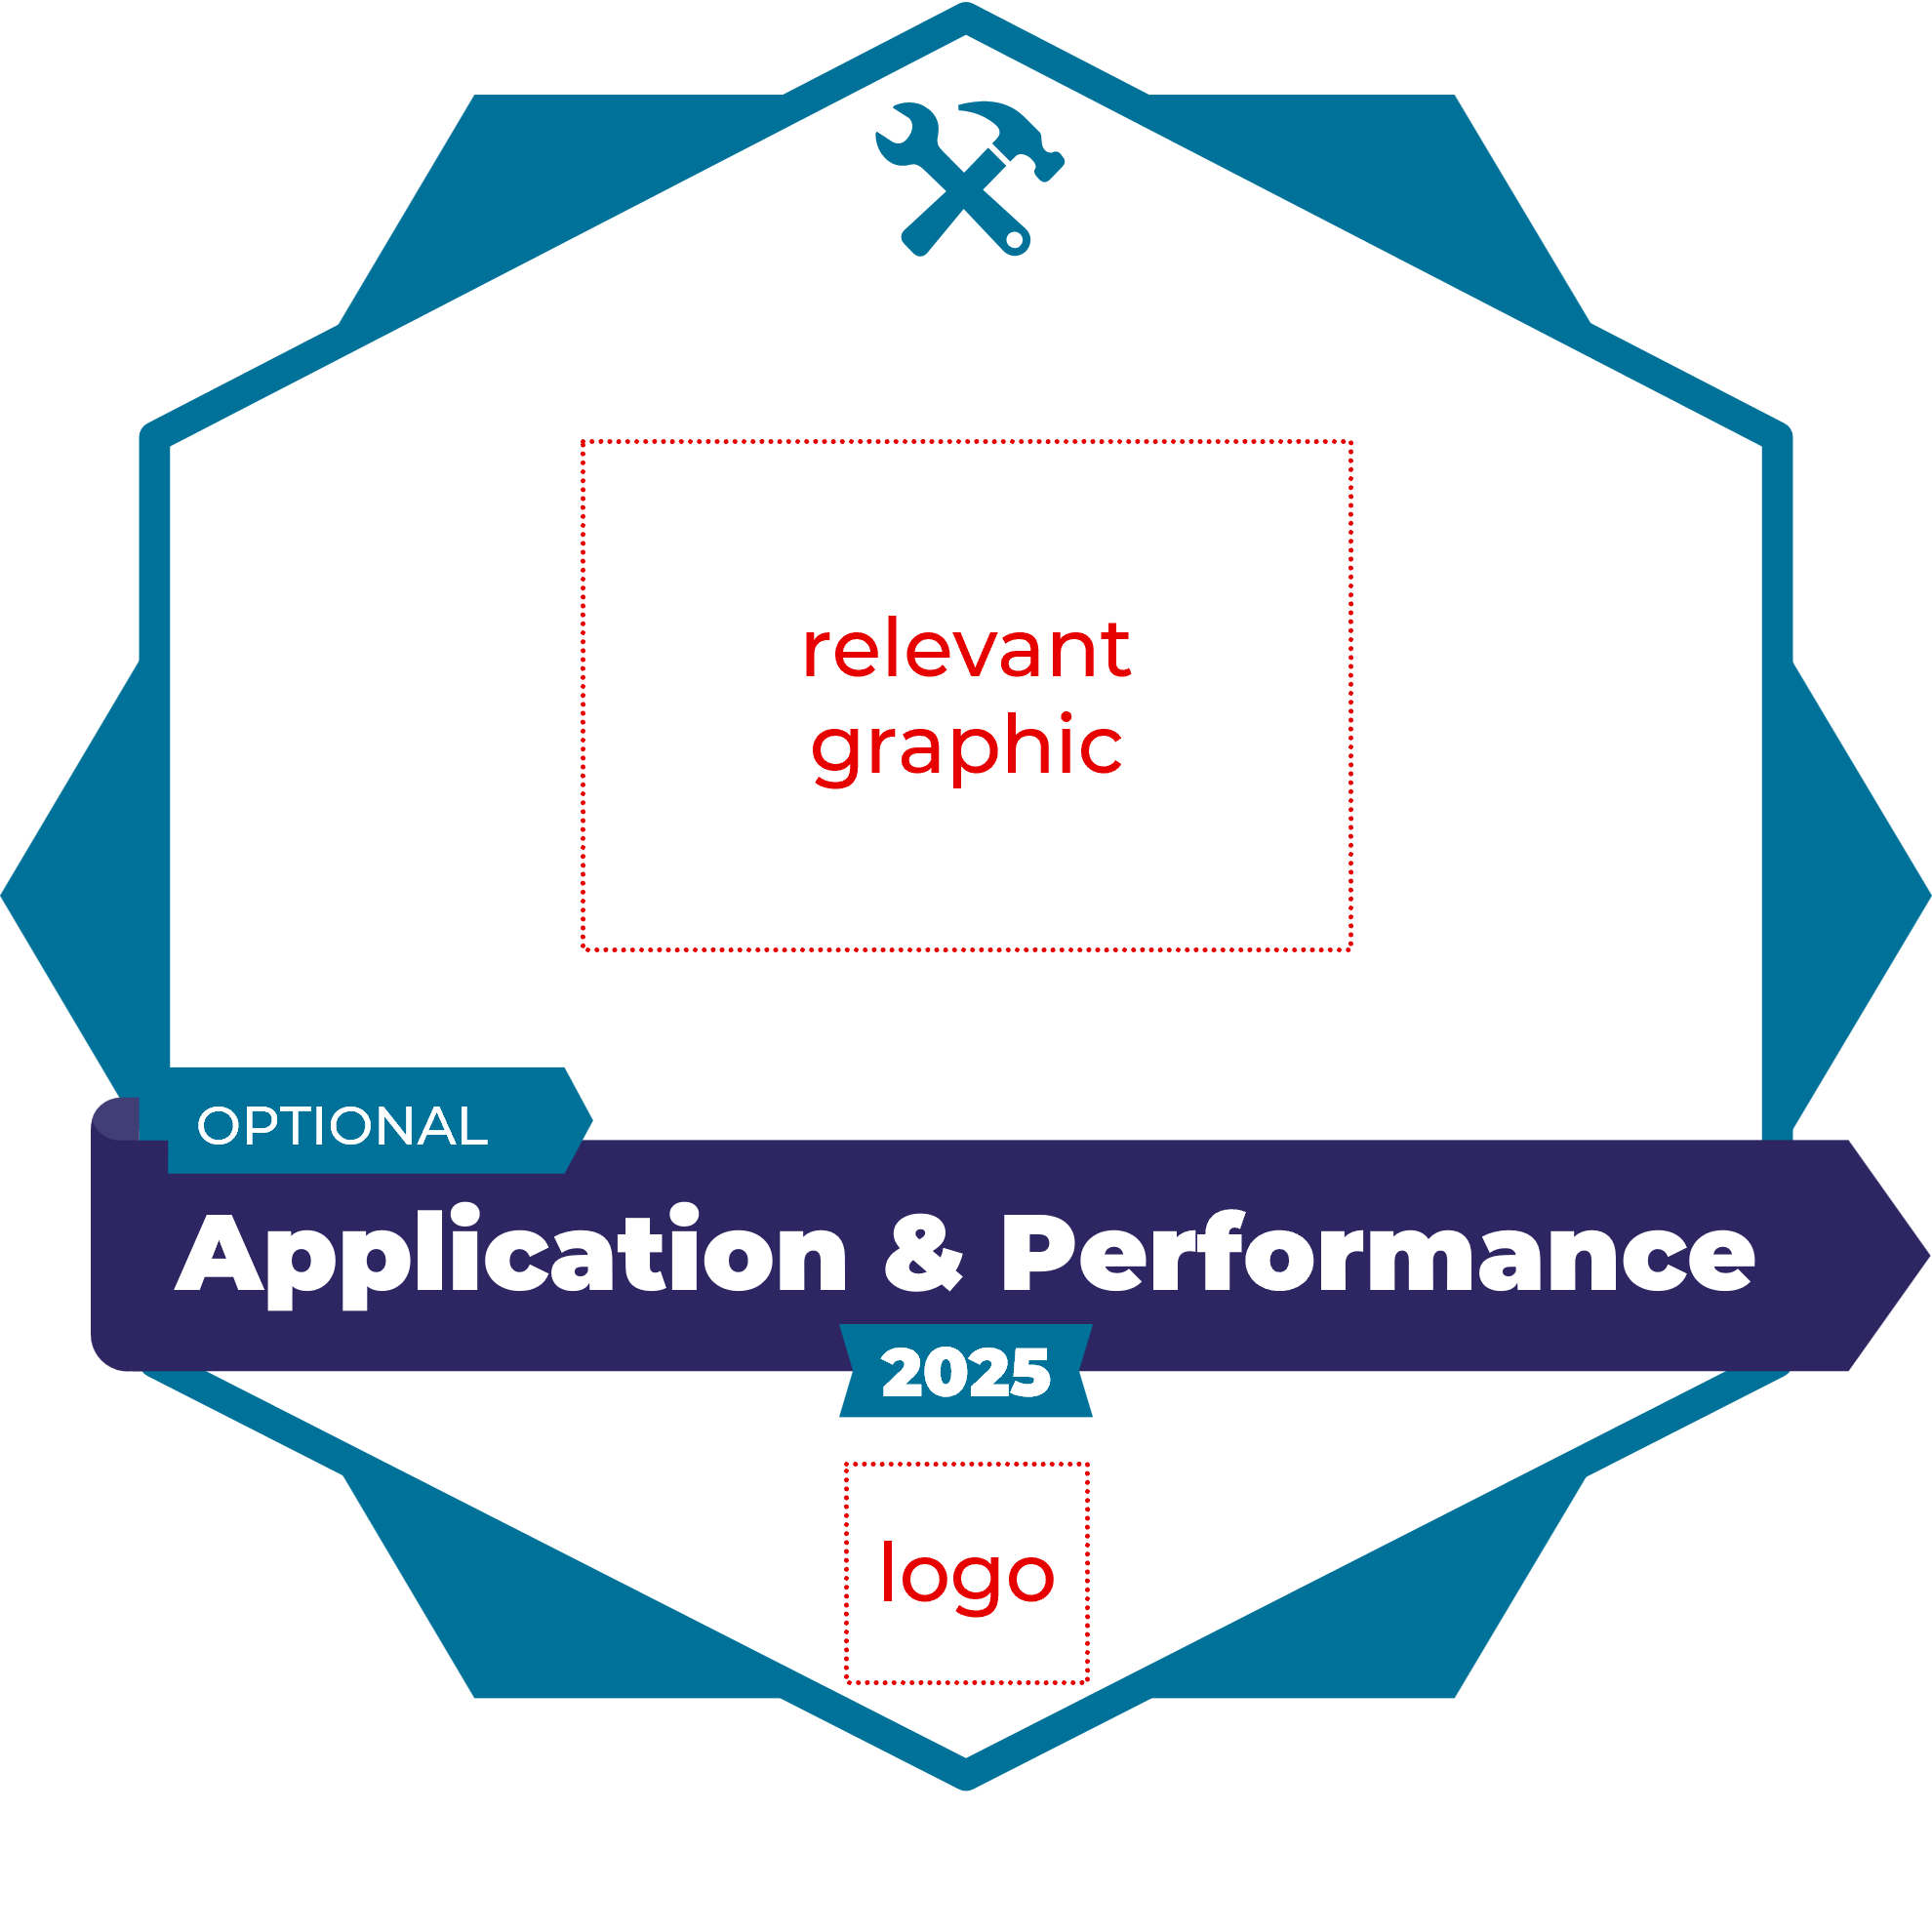 relevant
graphic
OPTIONAL
Application & Performance
2025
logo